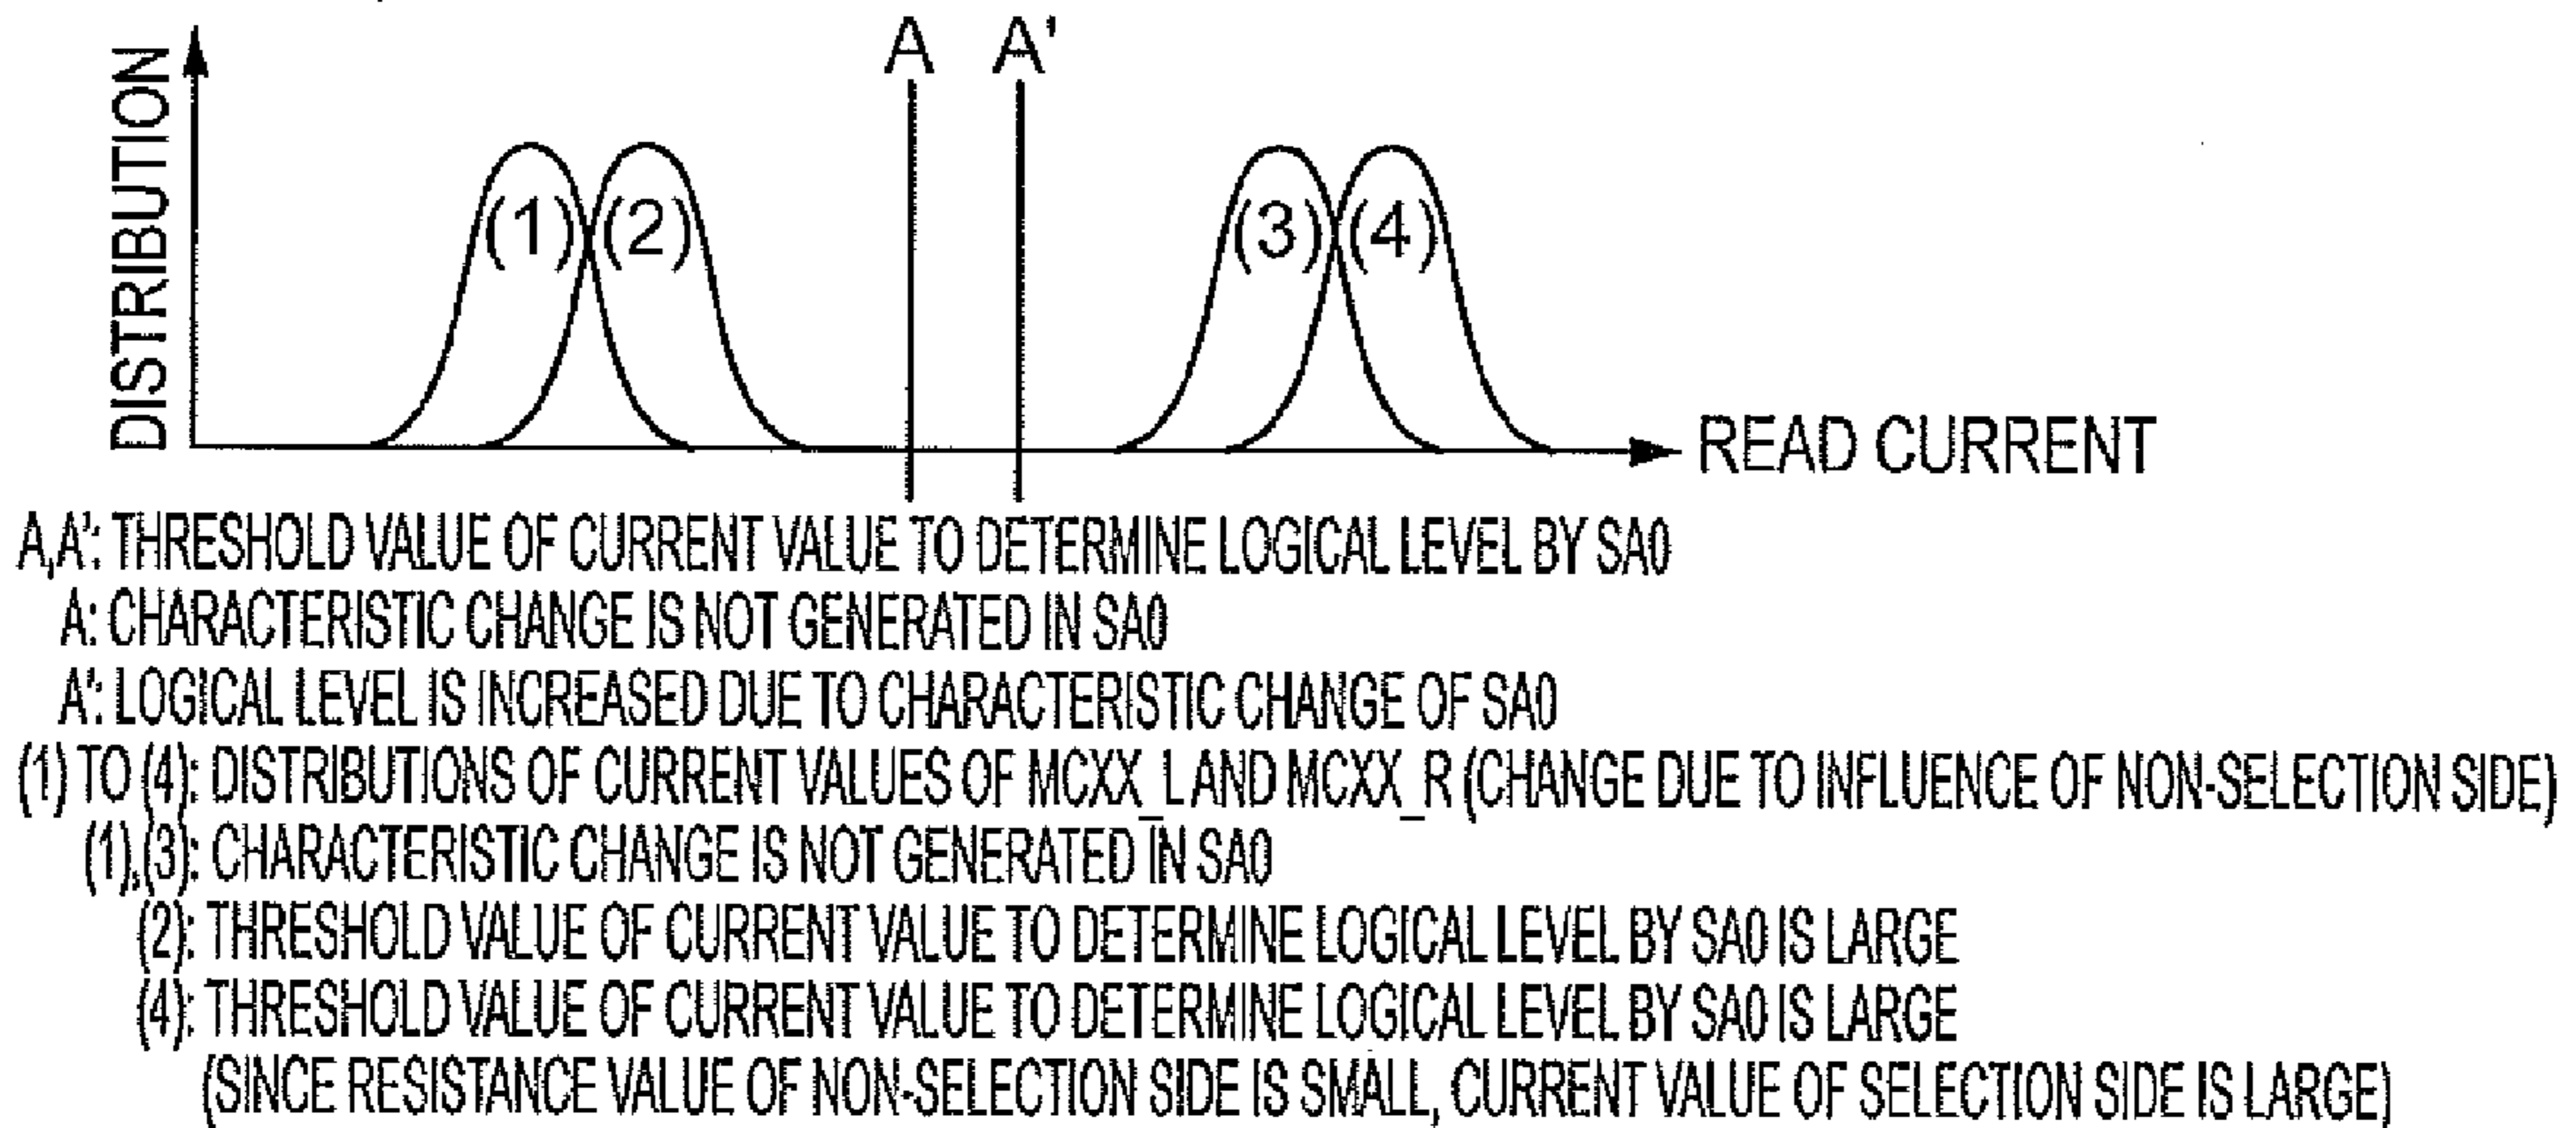 A A'
DISTRIBUTION
(1) (2) (3) (4)
READ CURRENT
A,A': THRESHOLD VALUE OF CURRENT VALUE TO DETERMINE LOGICAL LEVEL BY SA0
A: CHARACTERISTIC CHANGE IS NOT GENERATED IN SA0
A': LOGICAL LEVEL IS INCREASED DUE TO CHARACTERISTIC CHANGE OF SA0
(1) TO (4): DISTRIBUTIONS OF CURRENT VALUES OF MCXX_L AND MCXX_R (CHANGE DUE TO INFLUENCE OF NON-SELECTION SIDE)
(1),(3): CHARACTERISTIC CHANGE IS NOT GENERATED IN SA0
(2): THRESHOLD VALUE OF CURRENT VALUE TO DETERMINE LOGICAL LEVEL BY SA0 IS LARGE
(4): THRESHOLD VALUE OF CURRENT VALUE TO DETERMINE LOGICAL LEVEL BY SA0 IS LARGE
(SINCE RESISTANCE VALUE OF NON-SELECTION SIDE IS SMALL, CURRENT VALUE OF SELECTION SIDE IS LARGE)